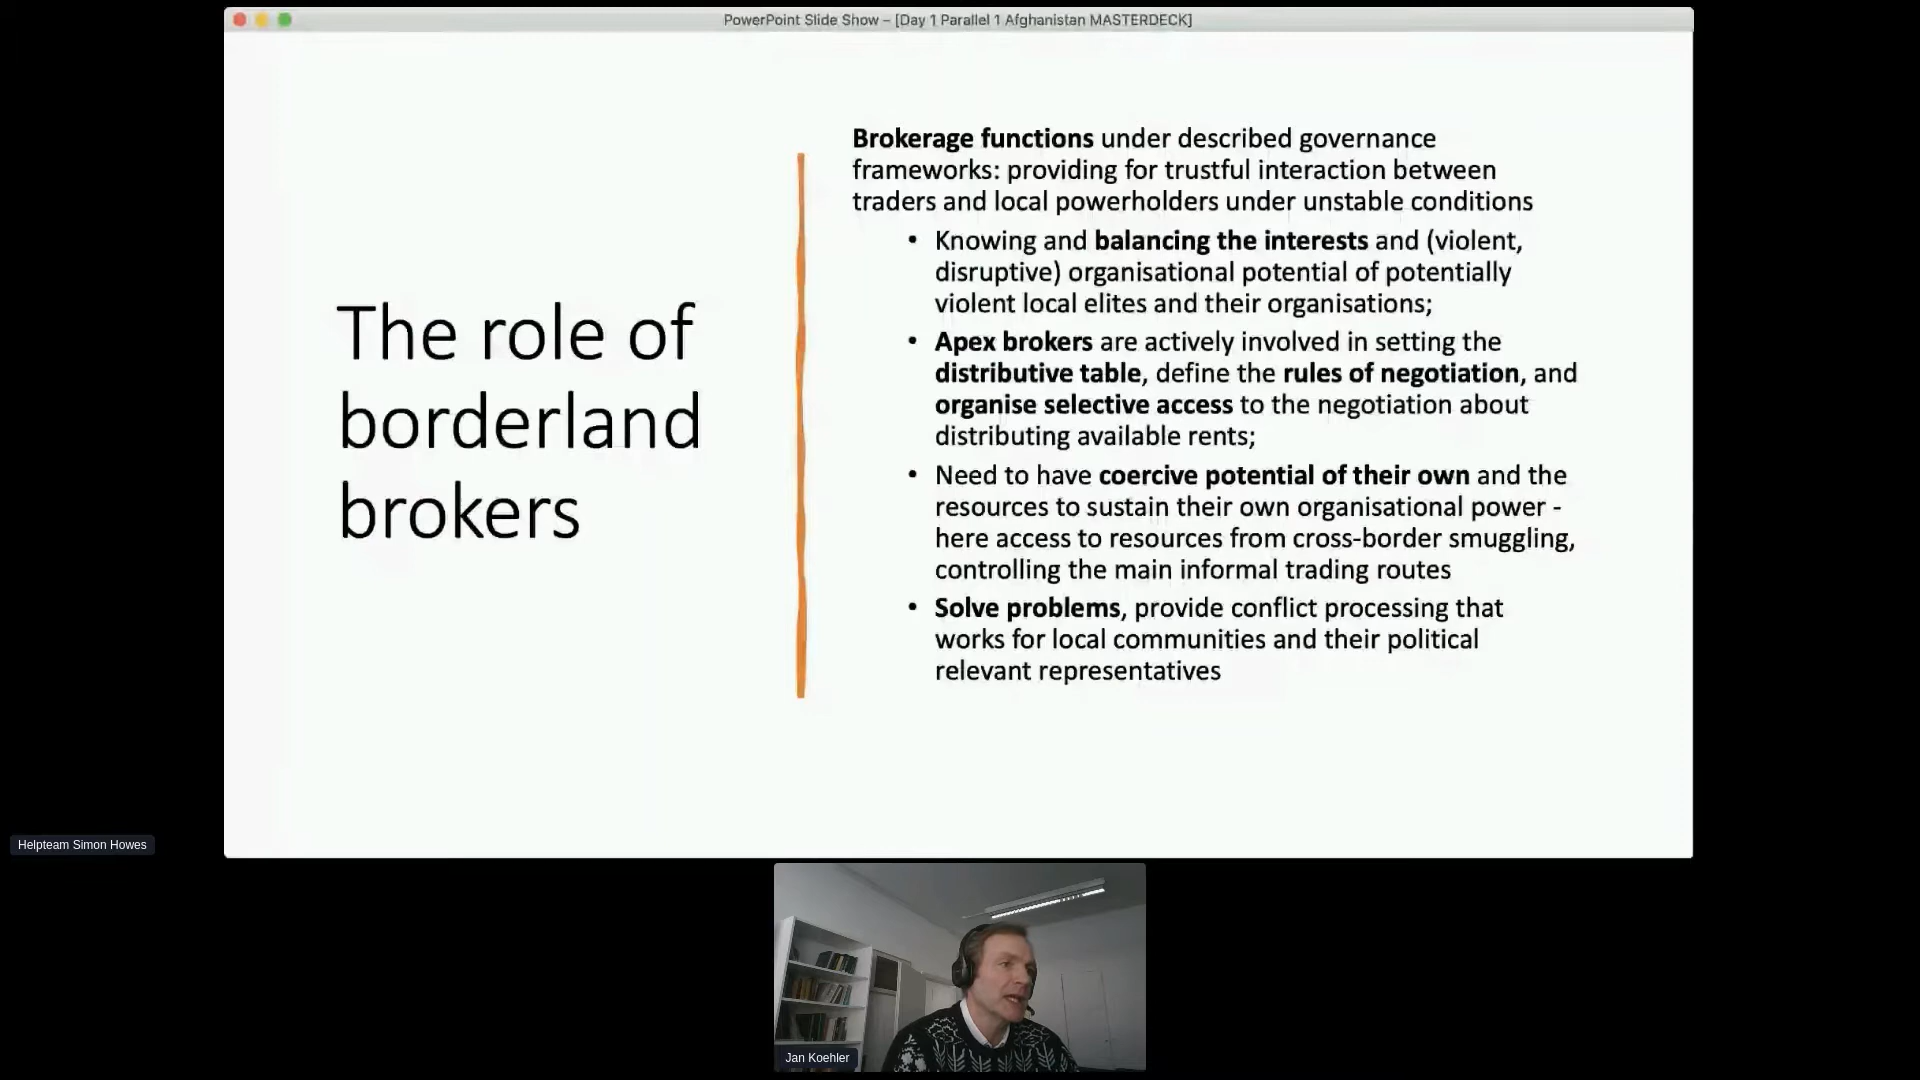 PowerPoint Slide Show – [Day 1 Parallel 1 Afghanistan MASTERDECK]
The role of
borderland
brokers
Brokerage functions under described governance
frameworks: providing for trustful interaction between
traders and local powerholders under unstable conditions
• Knowing and balancing the interests and (violent,
disruptive) organisational potential of potentially
violent local elites and their organisations;
• Apex brokers are actively involved in setting the
distributive table, define the rules of negotiation, and
organise selective access to the negotiation about
distributing available rents;
• Need to have coercive potential of their own and the
resources to sustain their own organisational power -
here access to resources from cross-border smuggling,
controlling the main informal trading routes
• Solve problems, provide conflict processing that
works for local communities and their political
relevant representatives
Helpteam Simon Howes
Jan Koehler